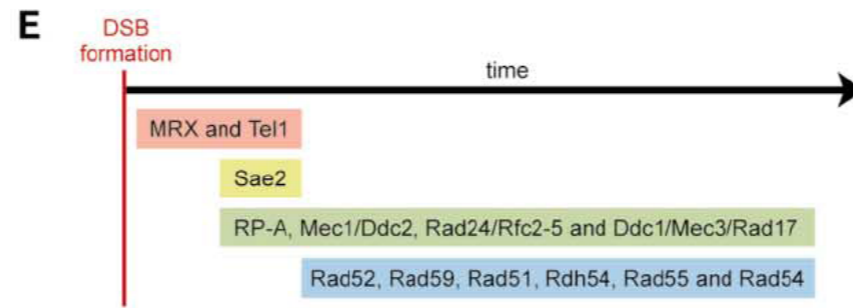 E
DSB
formation
time
MRX and Tel1
Sae2
RP-A, Mec1/Ddc2, Rad24/Rfc2-5 and Ddc1/Mec3/Rad17
Rad52, Rad59, Rad51, Rdh54, Rad55 and Rad54